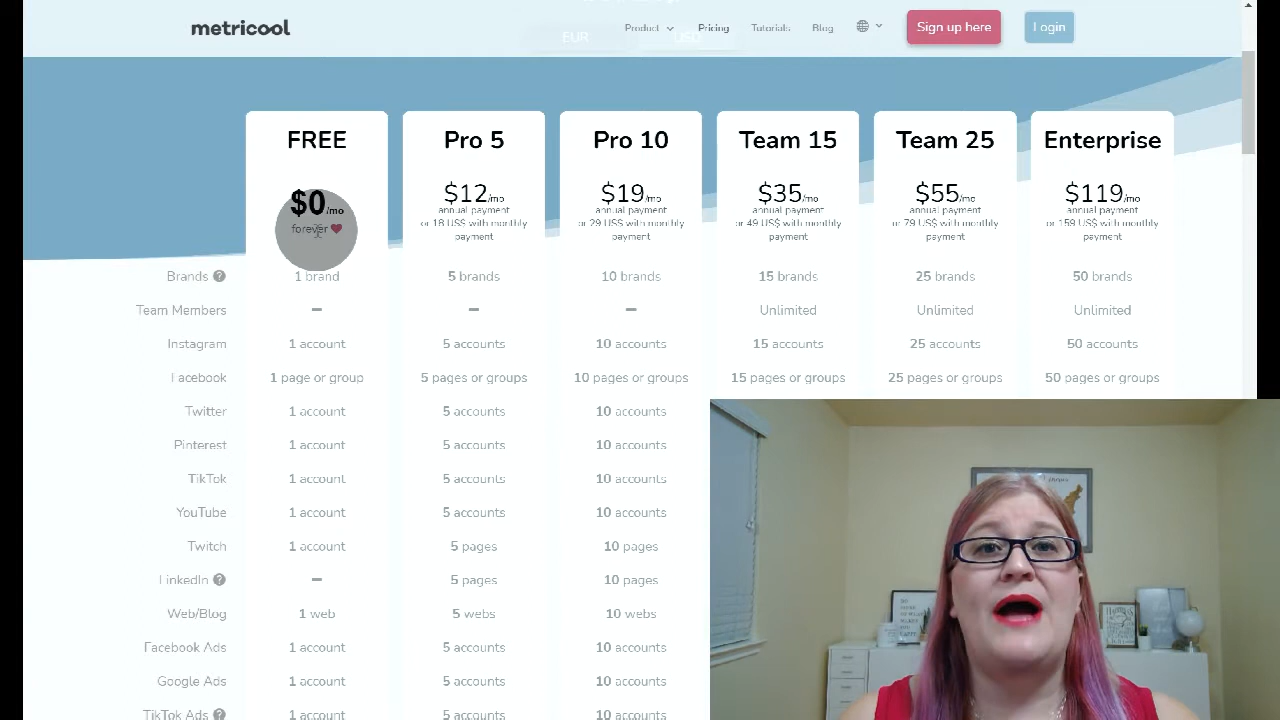 metricool
Product
Pricing
Tutorials
Blog
Sign up here
Login
EUR
USD
FREE Pro 5 Pro 10 Team 15 Team 25 Enterprise
$0/mo $12/mo $19/mo $35/mo $55/mo $119/mo
forever annual payment annual payment annual payment annual payment annual payment
or 18 US$ with monthly or 29 US$ with monthly or 49 US$ with monthly or 79 US$ with monthly or 159 US$ with monthly
payment payment payment payment payment
Brands ? 1 brand 5 brands 10 brands 15 brands 25 brands 50 brands
Team Members – – – Unlimited Unlimited Unlimited
Instagram 1 account 5 accounts 10 accounts 15 accounts 25 accounts 50 accounts
Facebook 1 page or group 5 pages or groups 10 pages or groups 15 pages or groups 25 pages or groups 50 pages or groups
Twitter 1 account 5 accounts 10 accounts
Pinterest 1 account 5 accounts 10 accounts
TikTok 1 account 5 accounts 10 accounts
YouTube 1 account 5 accounts 10 accounts
Twitch 1 account 5 pages 10 pages
LinkedIn ? – 5 pages 10 pages
Web/Blog 1 web 5 webs 10 webs
Facebook Ads 1 account 5 accounts 10 accounts
Google Ads 1 account 5 accounts 10 accounts
TikTok Ads ? 1 account 5 accounts 10 accounts